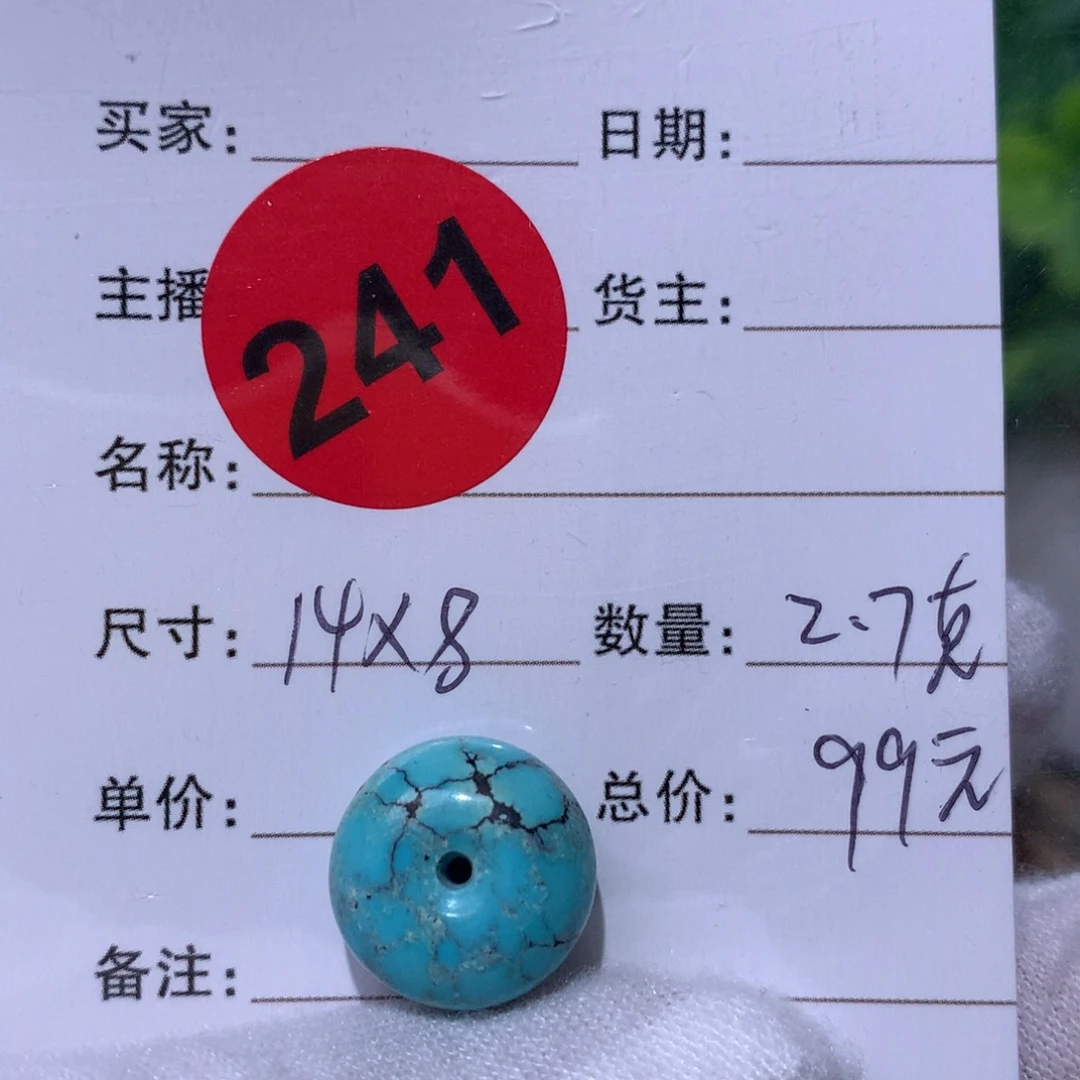 买家： 日期：
主播 货主：
241
名称：
尺寸：14X8 数量：2.7克
单价： 总价：99元
备注：